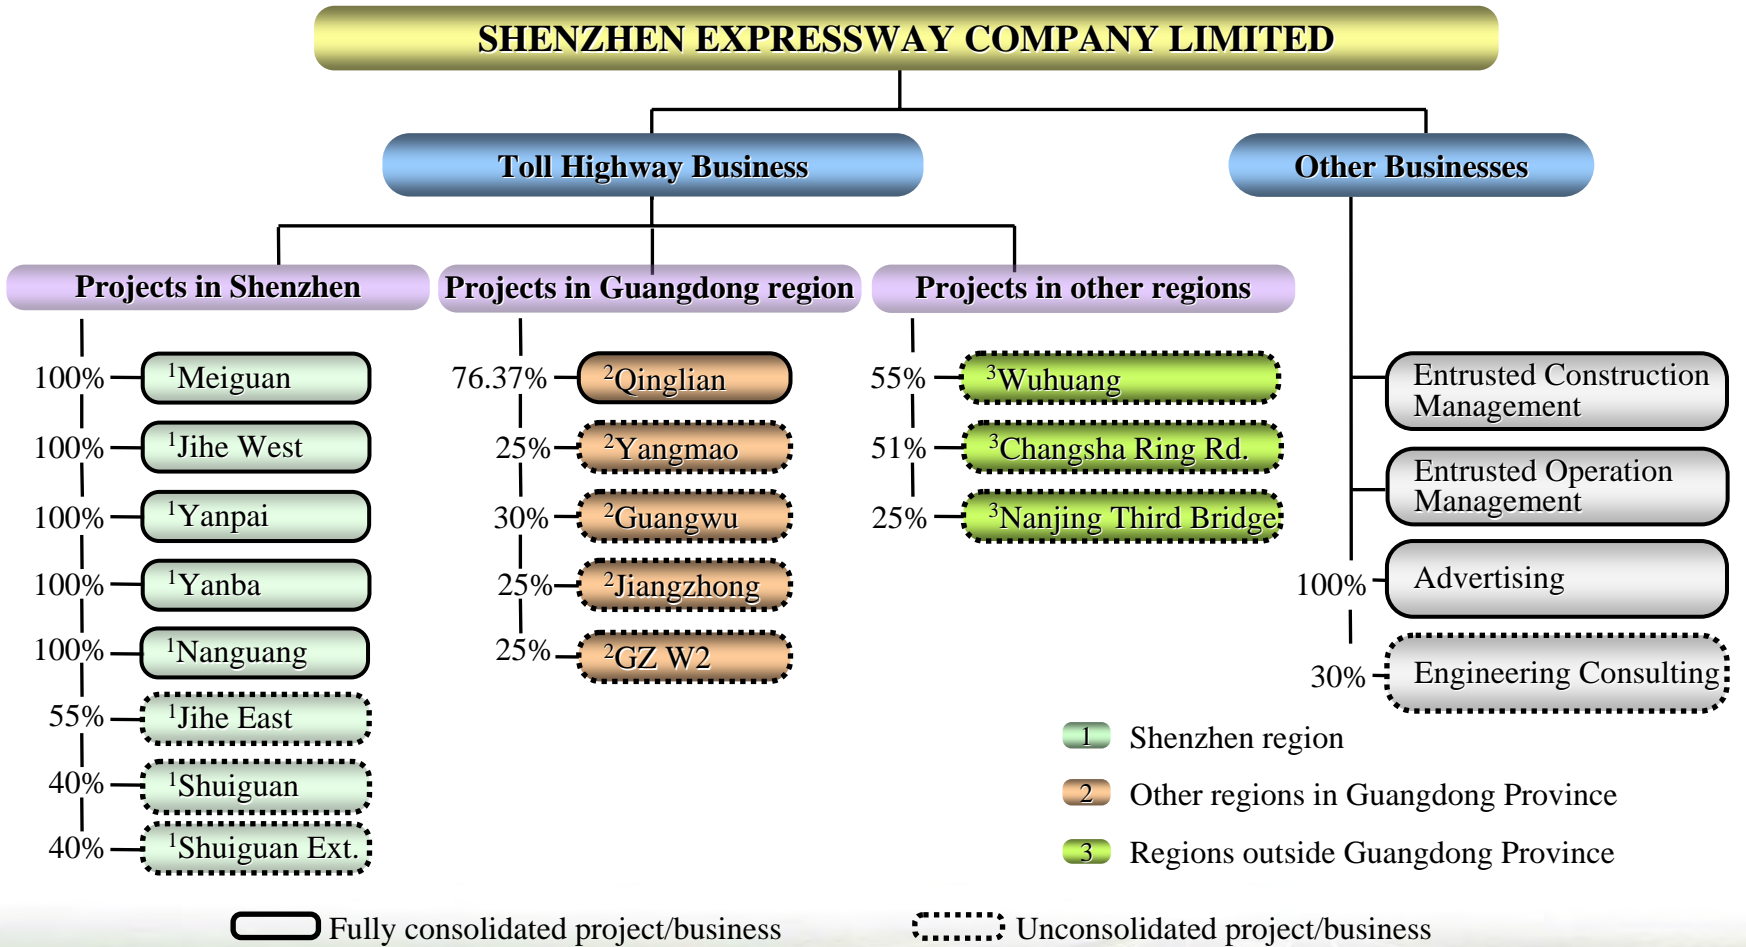 SHENZHEN EXPRESSWAY COMPANY LIMITED
Toll Highway Business
Other Businesses
Projects in Shenzhen
Projects in Guangdong region
Projects in other regions
100% ¹Meiguan
100% ¹Jihe West
100% ¹Yanpai
100% ¹Yanba
100% ¹Nanguang
55% ¹Jihe East
40% ¹Shuiguan
40% ¹Shuiguan Ext.
76.37% ²Qinglian
25% ²Yangmao
30% ²Guangwu
25% ²Jiangzhong
25% ²GZ W2
55% ³Wuhuang
51% ³Changsha Ring Rd.
25% ³Nanjing Third Bridge
Entrusted Construction
Management
Entrusted Operation
Management
100% Advertising
30% Engineering Consulting
1 Shenzhen region
2 Other regions in Guangdong Province
3 Regions outside Guangdong Province
Fully consolidated project/business
Unconsolidated project/business